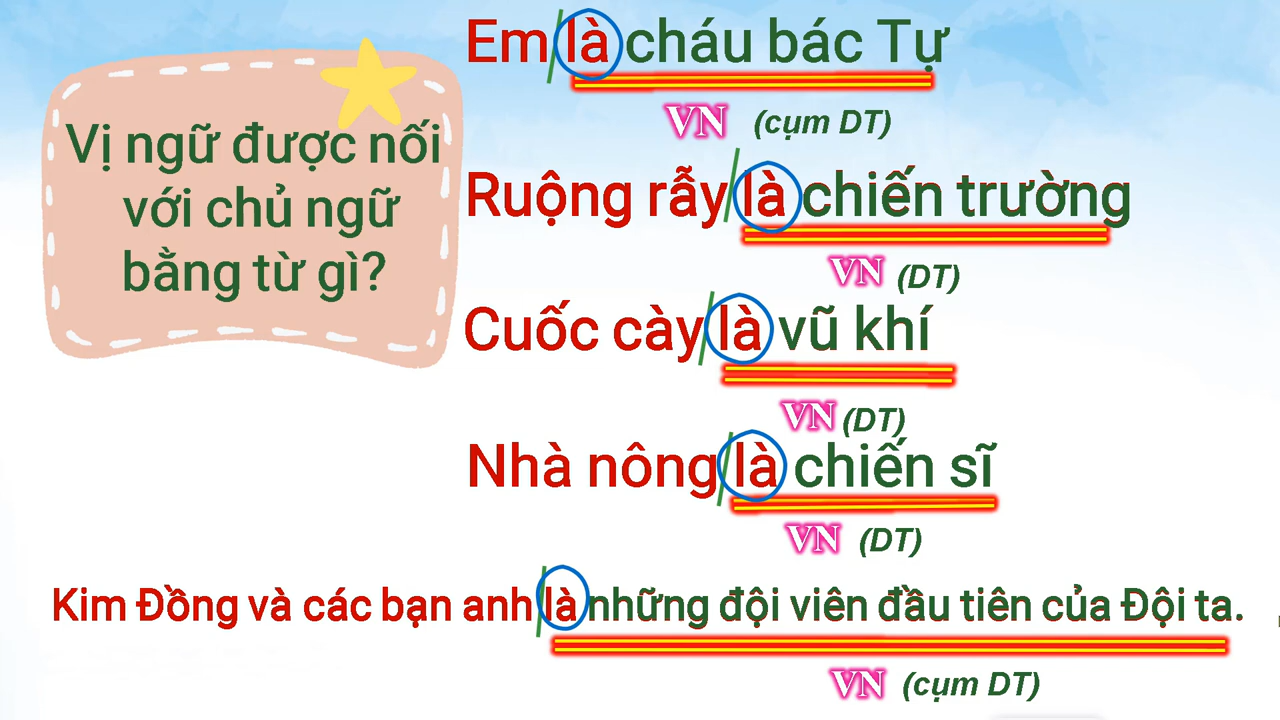 Vị ngữ được nối
với chủ ngữ
bằng từ gì?
Em/ là cháu bác Tự
VN (cụm DT)
Ruộng rẫy/ là chiến trường
VN (DT)
Cuốc cày/ là vũ khí
VN (DT)
Nhà nông/ là chiến sĩ
VN (DT)
Kim Đồng và các bạn anh/ là những đội viên đầu tiên của Đội ta.
VN (cụm DT)